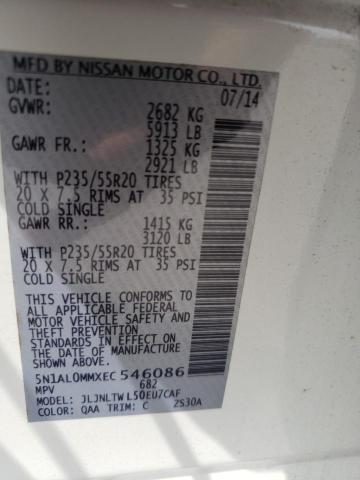 MFD BY NISSAN MOTOR CO., LTD.
DATE: 07/14
GVWR: 2682 KG
5913 LB
GAWR FR: 1325 KG
2921 LB
WITH P235/55R20 TIRES
20 X 7.5 RIMS AT 35 PSI
COLD SINGLE
GAWR RR: 1415 KG
3120 LB
WITH P235/55R20 TIRES
20 X 7.5 RIMS AT 35 PSI
COLD SINGLE
THIS VEHICLE CONFORMS TO
ALL APPLICABLE FEDERAL
MOTOR VEHICLE SAFETY AND
THEFT PREVENTION
STANDARDS IN EFFECT ON
THE DATE OF MANUFACTURE
SHOWN ABOVE
5N1AL0MMXEC546086
MPV 682
MODEL: JLJNLTW L50EU7CAF
COLOR: QAA TRIM: C 2S30A